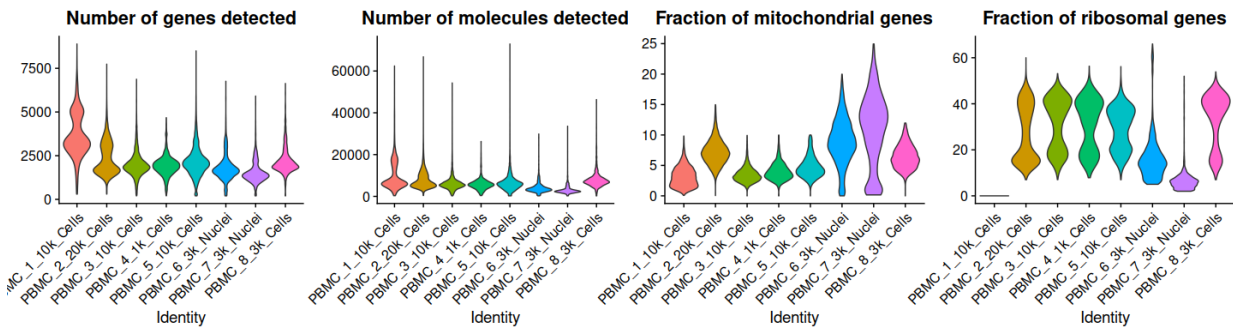 Number of genes detected
7500
5000
2500
0
MC_1_10k_Cells
PBMC_2_20k_Cells
PBMC_3_10k_Cells
PBMC_4_1k_Cells
PBMC_5_10k_Cells
PBMC_6_3k_Nuclei
PBMC_7_3k_Nuclei
PBMC_8_3k_Cells
Identity
Number of molecules detected
60000
40000
20000
0
PBMC_1_10k_Cells
PBMC_2_20k_Cells
PBMC_3_10k_Cells
PBMC_4_1k_Cells
PBMC_5_10k_Cells
PBMC_6_3k_Nuclei
PBMC_7_3k_Nuclei
PBMC_8_3k_Cells
Identity
Fraction of mitochondrial genes
25
20
15
10
5
0
PBMC_1_10k_Cells
PBMC_2_20k_Cells
PBMC_3_10k_Cells
PBMC_4_1k_Cells
PBMC_5_10k_Cells
PBMC_6_3k_Nuclei
PBMC_7_3k_Nuclei
PBMC_8_3k_Cells
Identity
Fraction of ribosomal genes
60
40
20
0
PBMC_1_10k_Cells
PBMC_2_20k_Cells
PBMC_3_10k_Cells
PBMC_4_1k_Cells
PBMC_5_10k_Cells
PBMC_6_3k_Nuclei
PBMC_7_3k_Nuclei
PBMC_8_3k_Cells
Identity